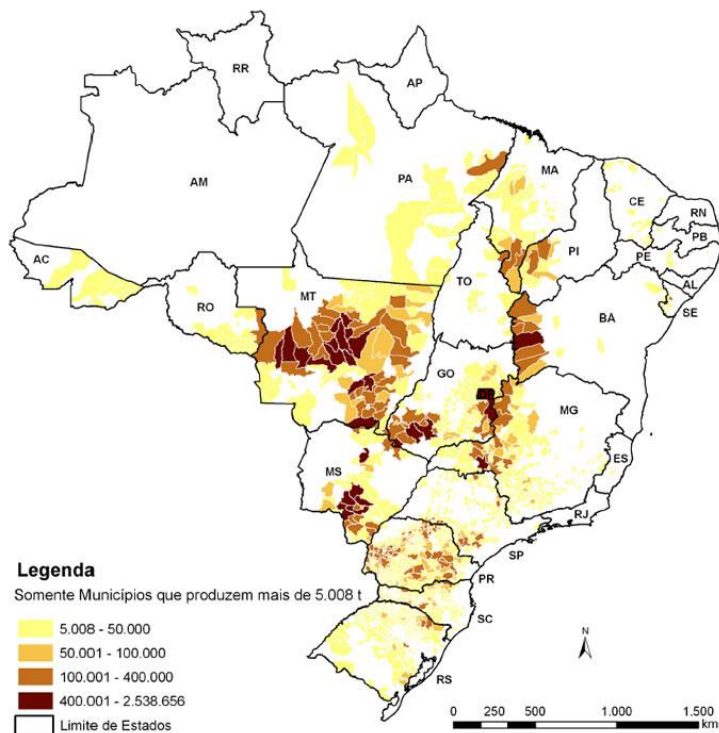 RR
AP
AM
PA
MA
CE
RN
PB
PE
PI
AL
SE
AC
RO
MT
TO
BA
GO
DF
MG
ES
MS
RJ
SP
PR
SC
RS
Legenda
Somente Municípios que produzem mais de 5.008 t
5.008 - 50.000
50.001 - 100.000
100.001 - 400.000
400.001 - 2.538.656
Limite de Estados
N
0 500 1.000 1.500
km